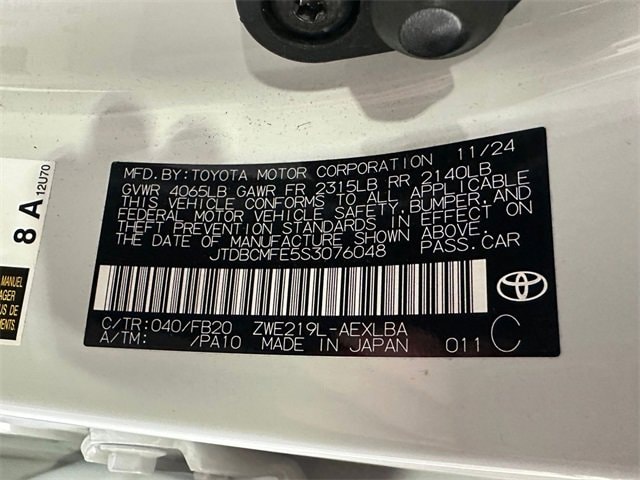 MFD. BY: TOYOTA MOTOR CORPORATION 11/24
GVWR 4065LB GAWR FR 2315LB RR 2140LB
THIS VEHICLE CONFORMS TO ALL APPLICABLE
FEDERAL MOTOR VEHICLE SAFETY, BUMPER, AND
THEFT PREVENTION STANDARDS IN EFFECT ON
THE DATE OF MANUFACTURE SHOWN ABOVE.
JTDBCMFE5S3076048 PASS. CAR
C/TR: 040/FB20 ZWE219L-AEXLBA
A/TM: /PA10 MADE IN JAPAN 011 C
8 A 12U70
MANUEL